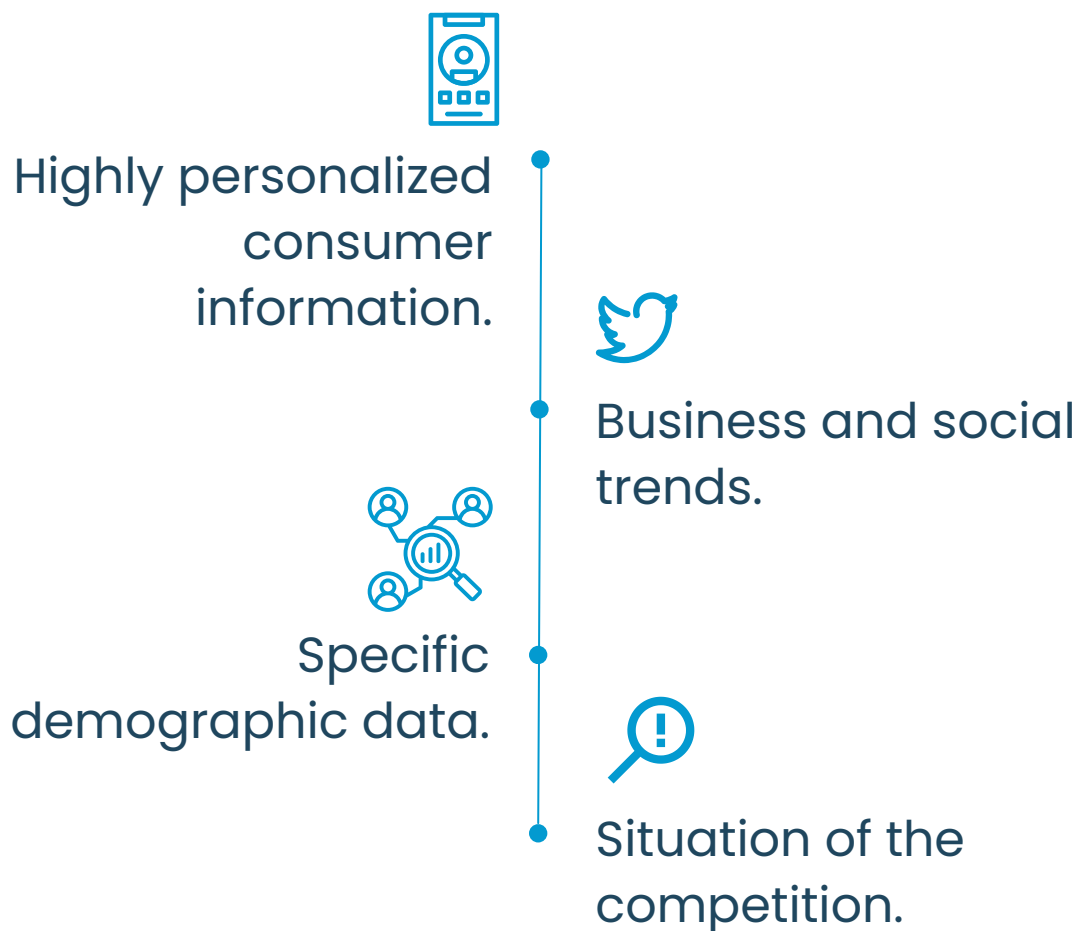 Highly personalized
consumer
information.
Business and social
trends.
Specific
demographic data.
Situation of the
competition.